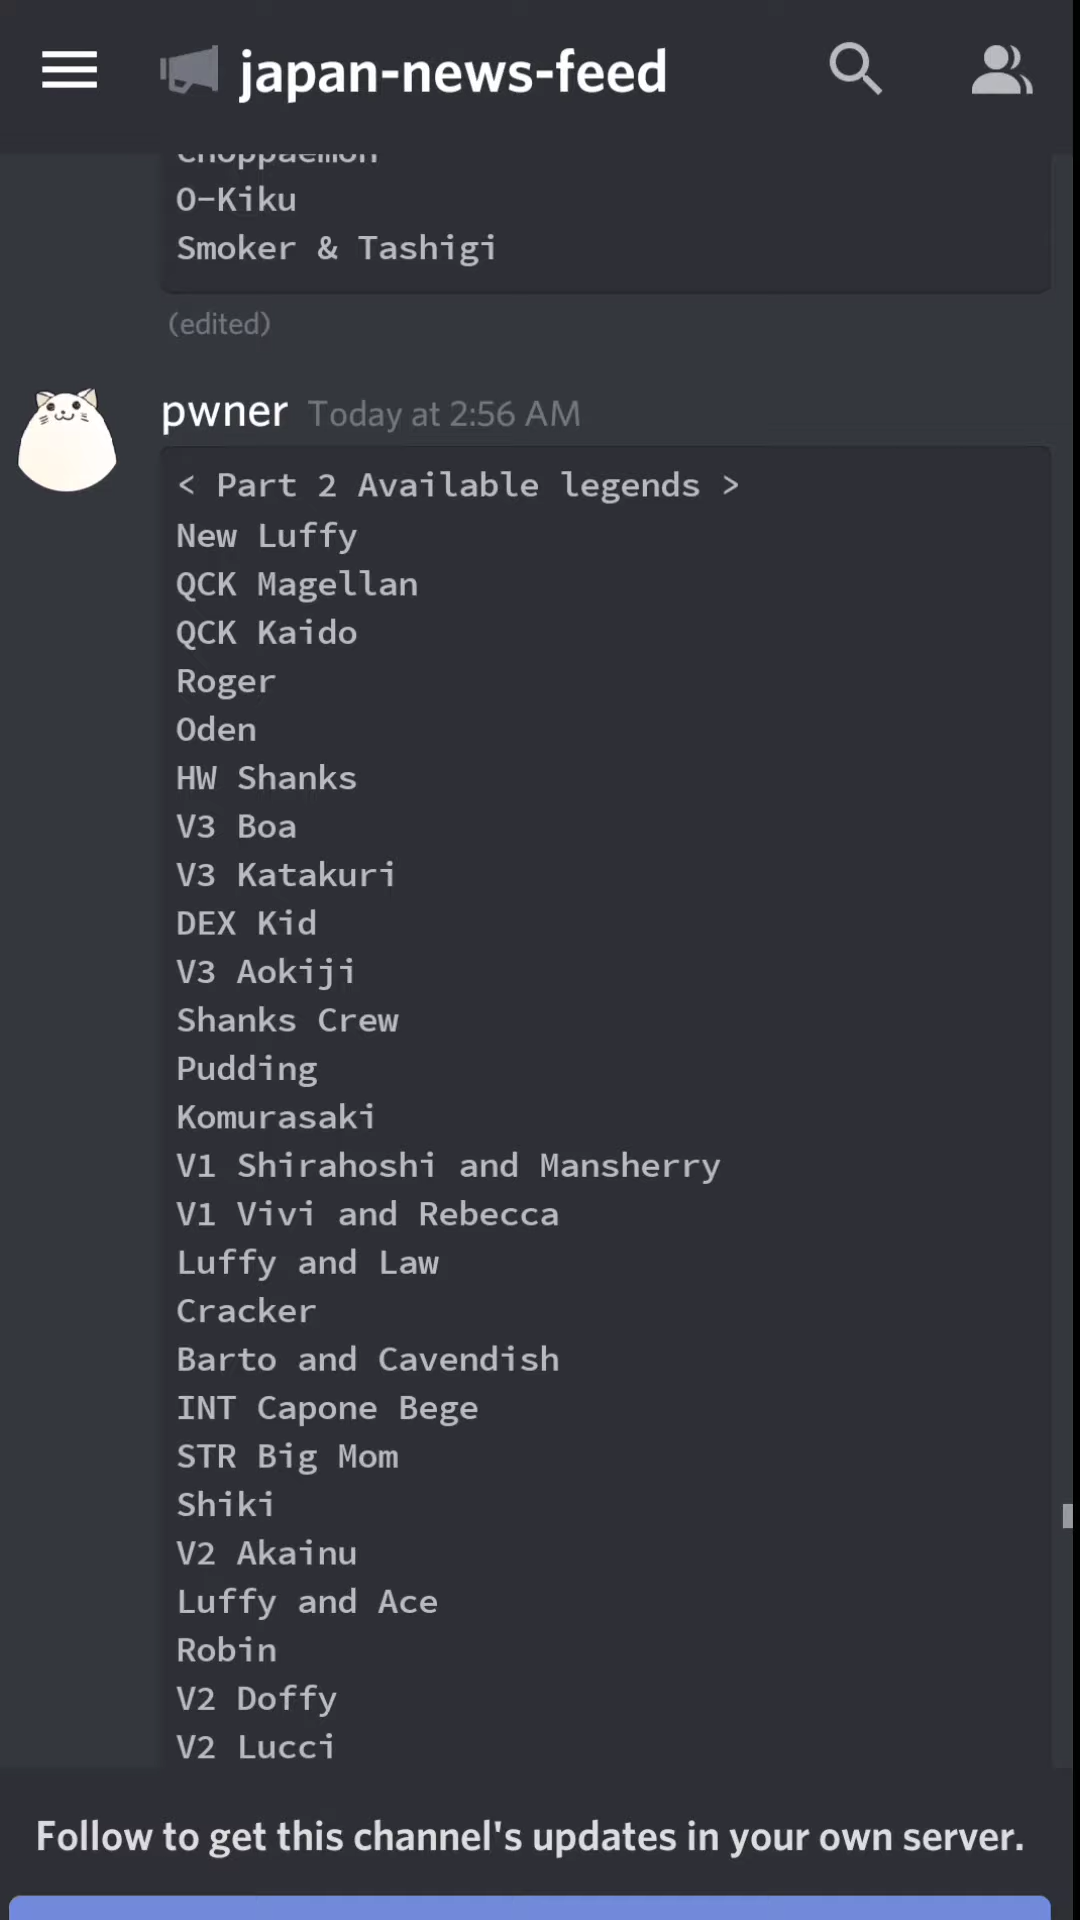 japan-news-feed
Choppaemon
O-Kiku
Smoker & Tashigi
(edited)
pwner Today at 2:56 AM
< Part 2 Available legends >
New Luffy
QCK Magellan
QCK Kaido
Roger
Oden
HW Shanks
V3 Boa
V3 Katakuri
DEX Kid
V3 Aokiji
Shanks Crew
Pudding
Komurasaki
V1 Shirahoshi and Mansherry
V1 Vivi and Rebecca
Luffy and Law
Cracker
Barto and Cavendish
INT Capone Bege
STR Big Mom
Shiki
V2 Akainu
Luffy and Ace
Robin
V2 Doffy
V2 Lucci
Follow to get this channel's updates in your own server.